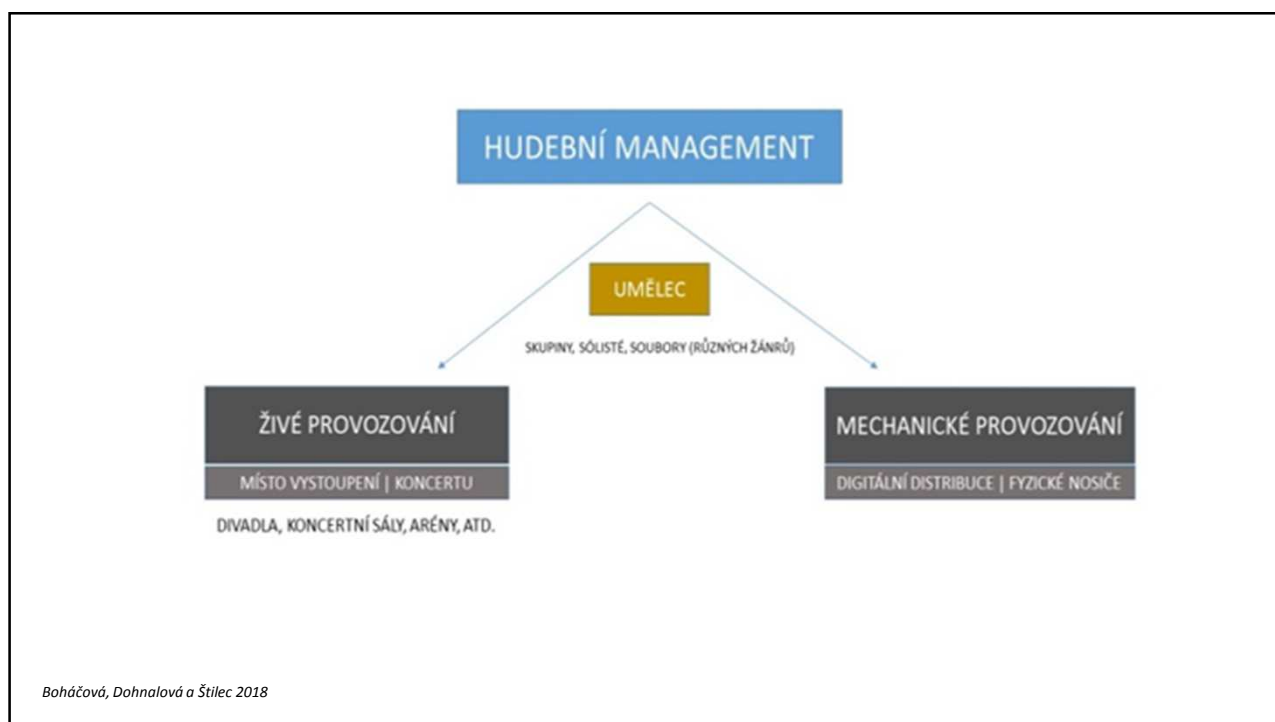 HUDEBNÍ MANAGEMENT
UMĚLEC
SKUPINY, SÓLISTÉ, SOUBORY (RŮZNÝCH ŽÁNRŮ)
ŽIVÉ PROVOZOVÁNÍ
MÍSTO VYSTOUPENÍ | KONCERTU
DIVADLA, KONCERTNÍ SÁLY, ARÉNY, ATD.
MECHANICKÉ PROVOZOVÁNÍ
DIGITÁLNÍ DISTRIBUCE | FYZICKÉ NOSIČE
Boháčová, Dohnalová a Štilec 2018